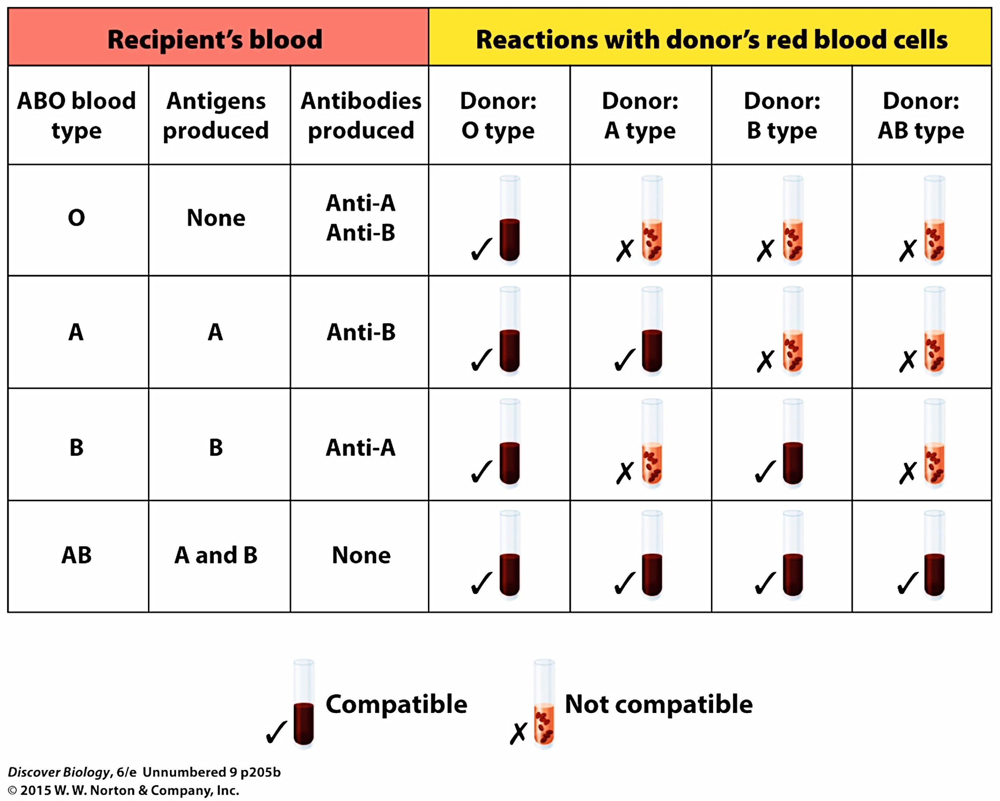 Recipient’s blood
Reactions with donor’s red blood cells
ABO blood
type
Antigens
produced
Antibodies
produced
Donor:
O type
Donor:
A type
Donor:
B type
Donor:
AB type
O
None
Anti-A
Anti-B
✓
✗
✗
✗
A
A
Anti-B
✓
✓
✗
✗
B
B
Anti-A
✓
✗
✓
✗
AB
A and B
None
✓
✓
✓
✓
✓ Compatible
✗ Not compatible
Discover Biology, 6/e Unnumbered 9 p205b
© 2015 W. W. Norton & Company, Inc.